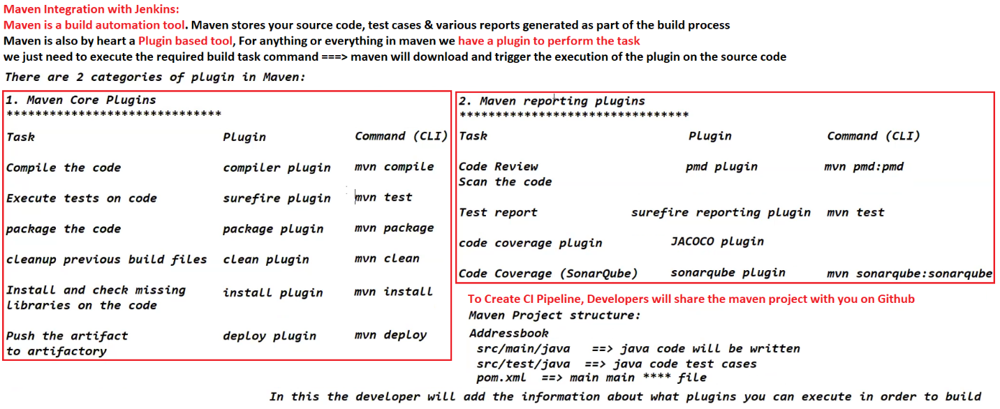 Maven Integration with Jenkins:
Maven is a build automation tool. Maven stores your source code, test cases & various reports generated as part of the build process
Maven is also by heart a Plugin based tool, For anything or everything in maven we have a plugin to perform the task
we just need to execute the required build task command ===> maven will download and trigger the execution of the plugin on the source code
There are 2 categories of plugin in Maven:
1. Maven Core Plugins
******************************
Task Plugin Command (CLI)
Compile the code compiler plugin mvn compile
Execute tests on code surefire plugin mvn test
package the code package plugin mvn package
cleanup previous build files clean plugin mvn clean
Install and check missing install plugin mvn install
libraries on the code
Push the artifact deploy plugin mvn deploy
to artifactory
2. Maven reporting plugins
********************************
Task Plugin Command (CLI)
Code Review pmd plugin mvn pmd:pmd
Scan the code
Test report surefire reporting plugin mvn test
code coverage plugin JACOCO plugin
Code Coverage (SonarQube) sonarqube plugin mvn sonarqube:sonarqube
To Create CI Pipeline, Developers will share the maven project with you on Github
Maven Project structure:
Addressbook
src/main/java ==> java code will be written
src/test/java ==> java code test cases
pom.xml ==> main main **** file
In this the developer will add the information about what plugins you can execute in order to build